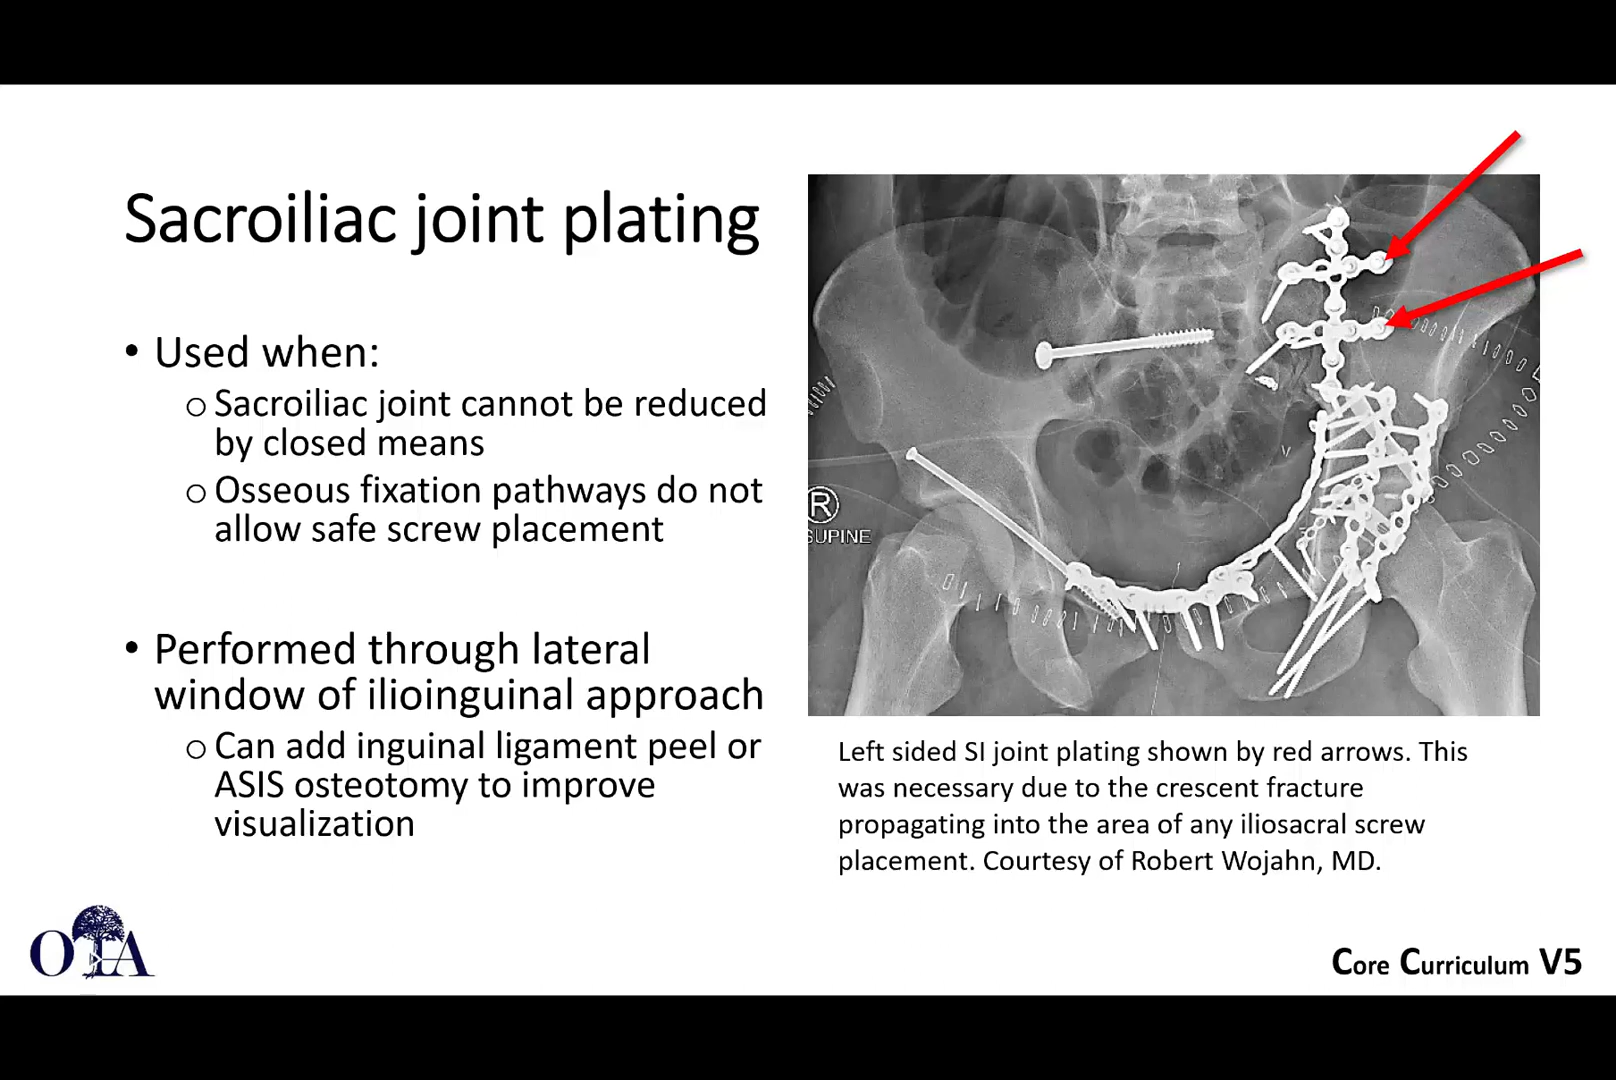 Sacroiliac joint plating
• Used when:
o Sacroiliac joint cannot be reduced
by closed means
o Osseous fixation pathways do not
allow safe screw placement
• Performed through lateral
window of ilioinguinal approach
o Can add inguinal ligament peel or
ASIS osteotomy to improve
visualization
R
SUPINE
Left sided SI joint plating shown by red arrows. This
was necessary due to the crescent fracture
propagating into the area of any iliosacral screw
placement. Courtesy of Robert Wojahn, MD.
OTA
Core Curriculum V5